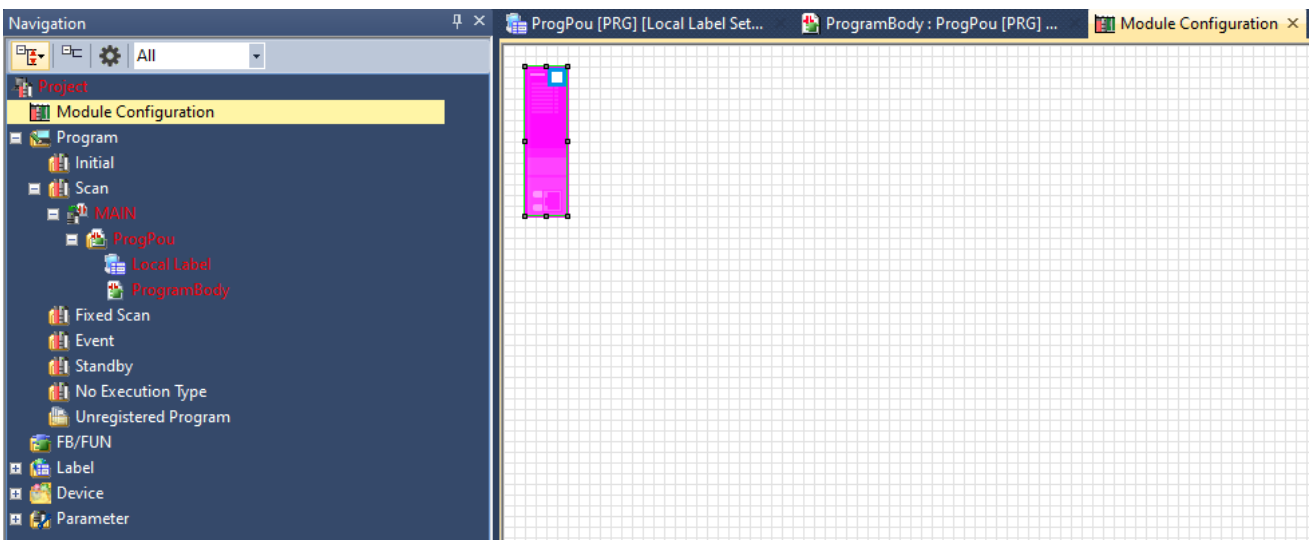 Navigation
ProgPou [PRG] [Local Label Set...
ProgramBody : ProgPou [PRG] ...
Module Configuration
All
Project
Module Configuration
Program
Initial
Scan
MAIN
ProgPou
Local Label
ProgramBody
Fixed Scan
Event
Standby
No Execution Type
Unregistered Program
FB/FUN
Label
Device
Parameter